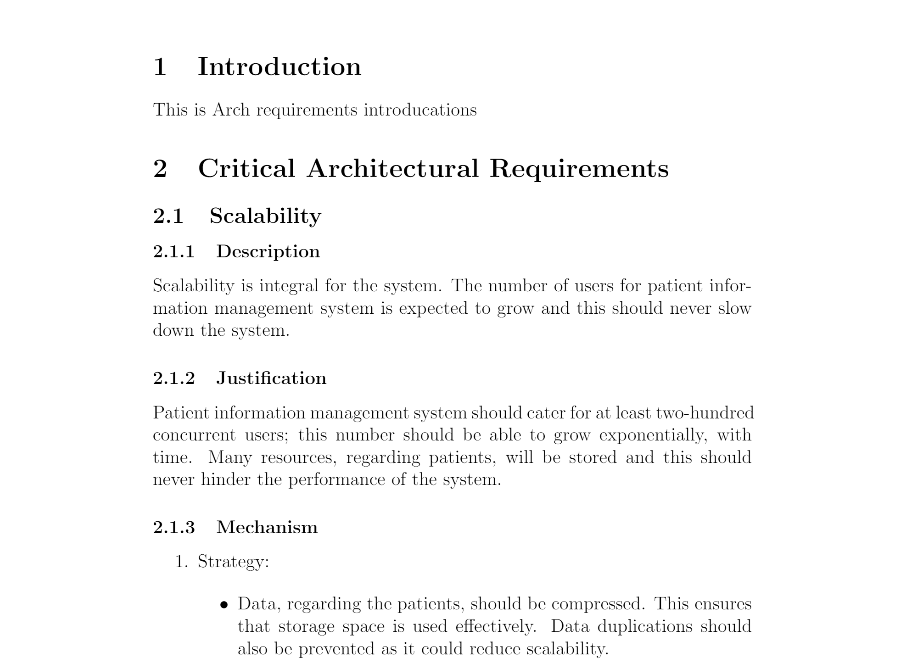 1 Introduction
This is Arch requirements introducations
2 Critical Architectural Requirements
2.1 Scalability
2.1.1 Description
Scalability is integral for the system. The number of users for patient infor-
mation management system is expected to grow and this should never slow
down the system.
2.1.2 Justification
Patient information management system should cater for at least two-hundred
concurrent users; this number should be able to grow exponentially, with
time. Many resources, regarding patients, will be stored and this should
never hinder the performance of the system.
2.1.3 Mechanism
1. Strategy:
• Data, regarding the patients, should be compressed. This ensures
that storage space is used effectively. Data duplications should
also be prevented as it could reduce scalability.